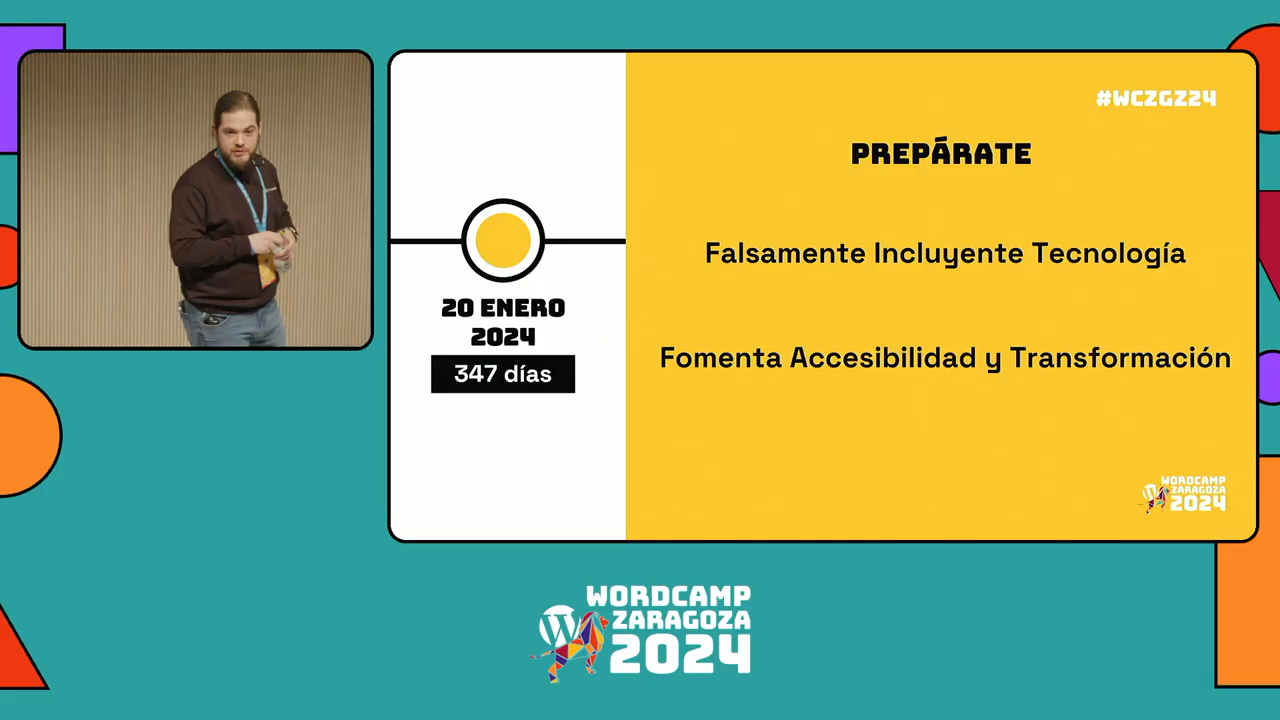 #WCZGZ24
PREPÁRATE
Falsamente Incluyente Tecnología
Fomenta Accesibilidad y Transformación
20 ENERO
2024
347 días
WORDCAMP
ZARAGOZA
2024
WORDCAMP
ZARAGOZA
2024